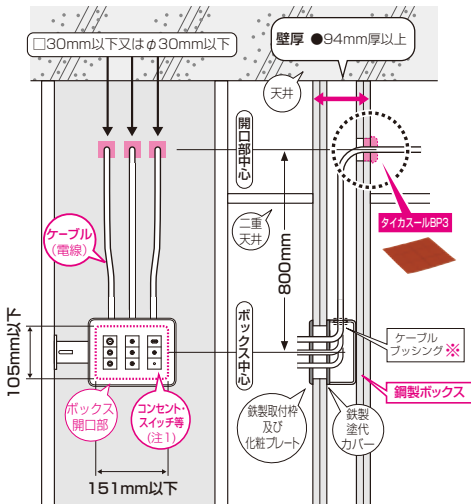 □30mm以下又はφ30mm以下
壁厚 ●94mm厚以上
天井
開口部中心
タイカスールBP3
二重
天井
800mm
ケーブル
(電線)
ボックス中心
ケーブル
ブッシング※
105mm以下
鋼製ボックス
ボックス
開口部
コンセント・
スイッチ等
(注1)
鉄製取付枠
及び
化粧プレート
鉄製
塗代
カバー
151mm以下